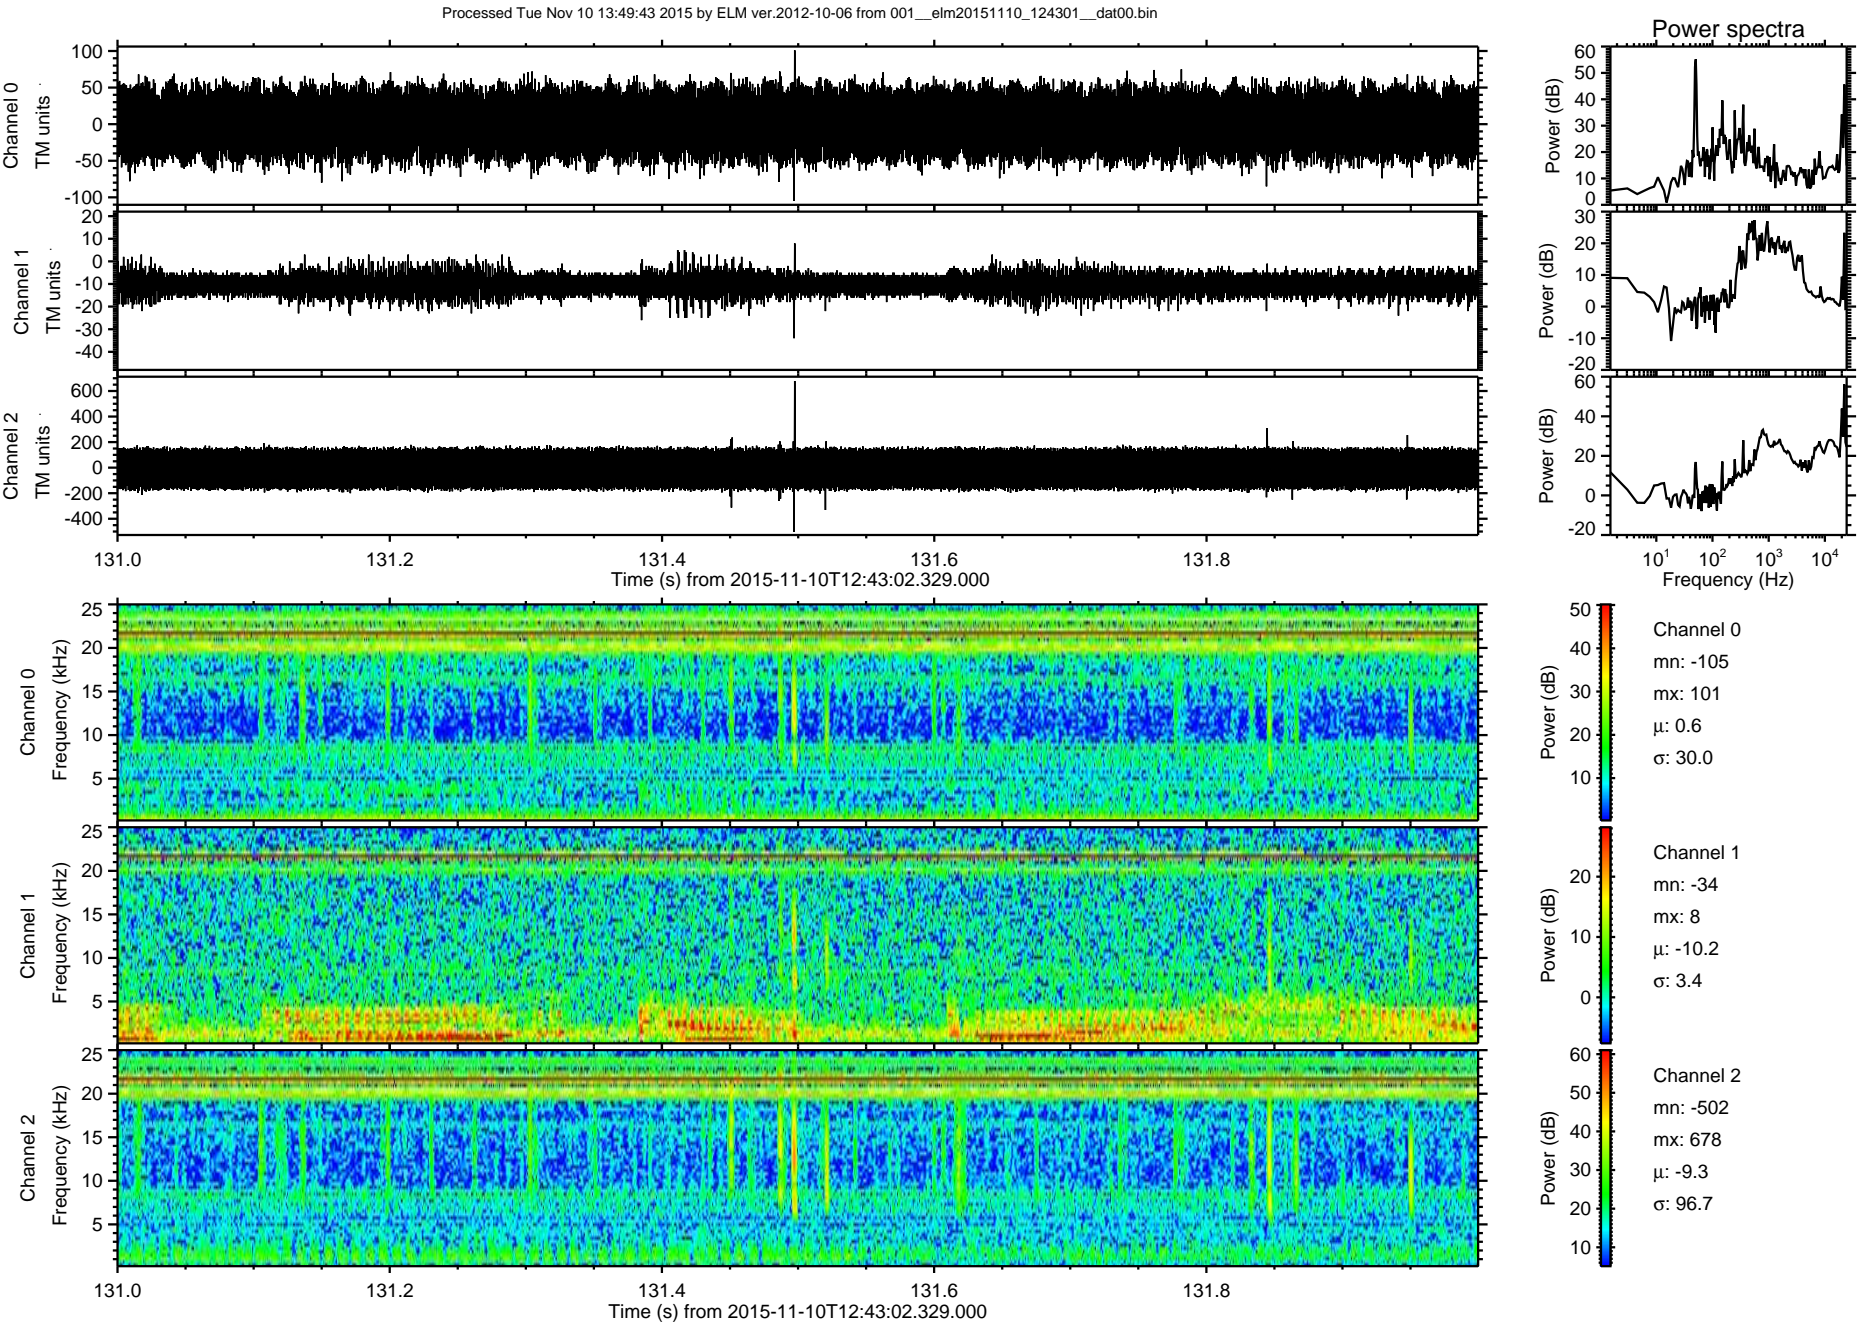 Processed Tue Nov 10 13:49:43 2015 by ELM ver.2012-10-06 from 001__elm20151110_124301__dat00.bin
Power spectra
Channel 0
TM units
100
50
0
-50
-100
Power (dB)
60
50
40
30
20
10
0
Channel 1
TM units
20
10
0
-10
-20
-30
-40
Power (dB)
30
20
10
0
-10
-20
Channel 2
TM units
600
400
200
0
-200
-400
Power (dB)
60
40
20
0
-20
131.0 131.2 131.4 131.6 131.8
Time (s) from 2015-11-10T12:43:02.329.000
10^1 10^2 10^3 10^4
Frequency (Hz)
Channel 0
Frequency (kHz)
25
20
15
10
5
Power (dB)
50
40
30
20
10
Channel 0
mn: -105
mx: 101
μ: 0.6
σ: 30.0
Channel 1
Frequency (kHz)
25
20
15
10
5
Power (dB)
20
10
0
Channel 1
mn: -34
mx: 8
μ: -10.2
σ: 3.4
Channel 2
Frequency (kHz)
25
20
15
10
5
Power (dB)
60
50
40
30
20
10
Channel 2
mn: -502
mx: 678
μ: -9.3
σ: 96.7
131.0 131.2 131.4 131.6 131.8
Time (s) from 2015-11-10T12:43:02.329.000